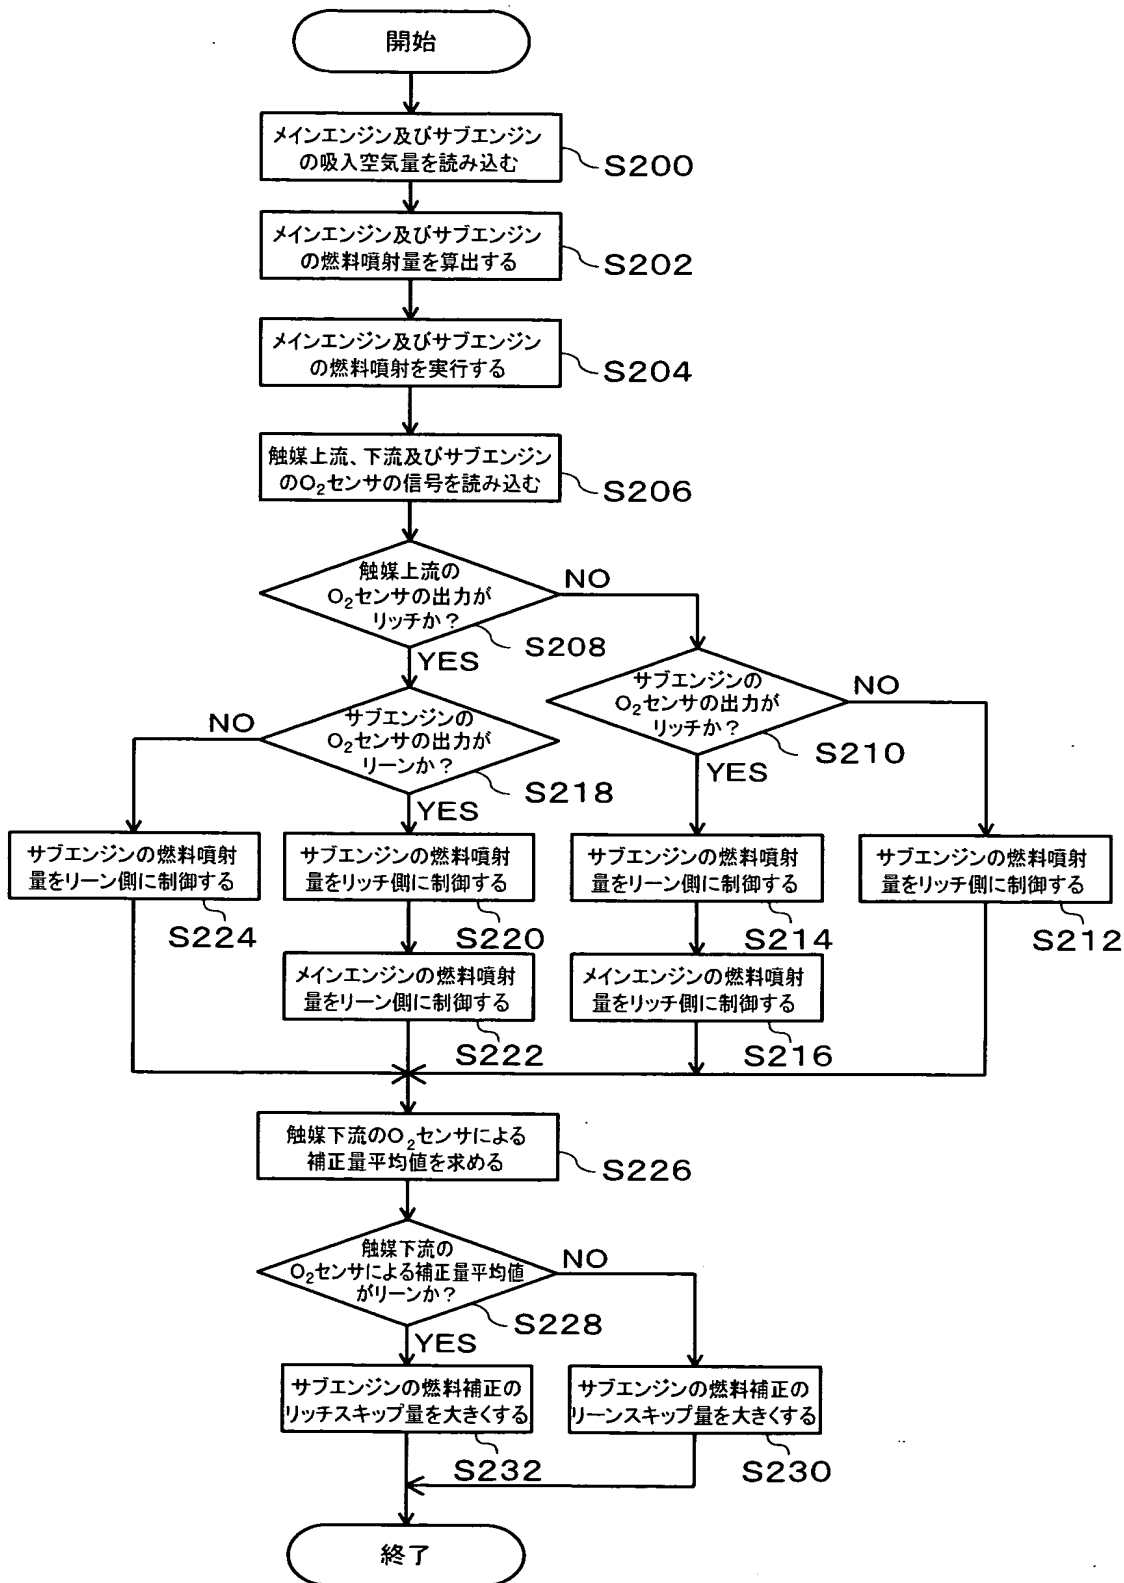 開始
メインエンジン及びサブエンジン
の吸入空気量を読み込む
S200
メインエンジン及びサブエンジン
の燃料噴射量を算出する
S202
メインエンジン及びサブエンジン
の燃料噴射を実行する
S204
触媒上流、下流及びサブエンジン
のO₂センサの信号を読み込む
S206
触媒上流の
O₂センサの出力が
リッチか?
NO
S208
YES
サブエンジンの
O₂センサの出力が
リッチか?
NO
S210
YES
NO
サブエンジンの
O₂センサの出力が
リーンか?
S218
YES
サブエンジンの燃料噴射
量をリーン側に制御する
S224
サブエンジンの燃料噴射
量をリッチ側に制御する
S220
サブエンジンの燃料噴射
量をリーン側に制御する
S214
サブエンジンの燃料噴射
量をリッチ側に制御する
S212
メインエンジンの燃料噴射
量をリーン側に制御する
S222
メインエンジンの燃料噴射
量をリッチ側に制御する
S216
触媒下流のO₂センサによる
補正量平均値を求める
S226
触媒下流の
O₂センサによる補正量平均値
がリーンか?
NO
S228
YES
サブエンジンの燃料補正の
リッチスキップ量を大きくする
S232
サブエンジンの燃料補正の
リーンスキップ量を大きくする
S230
終了